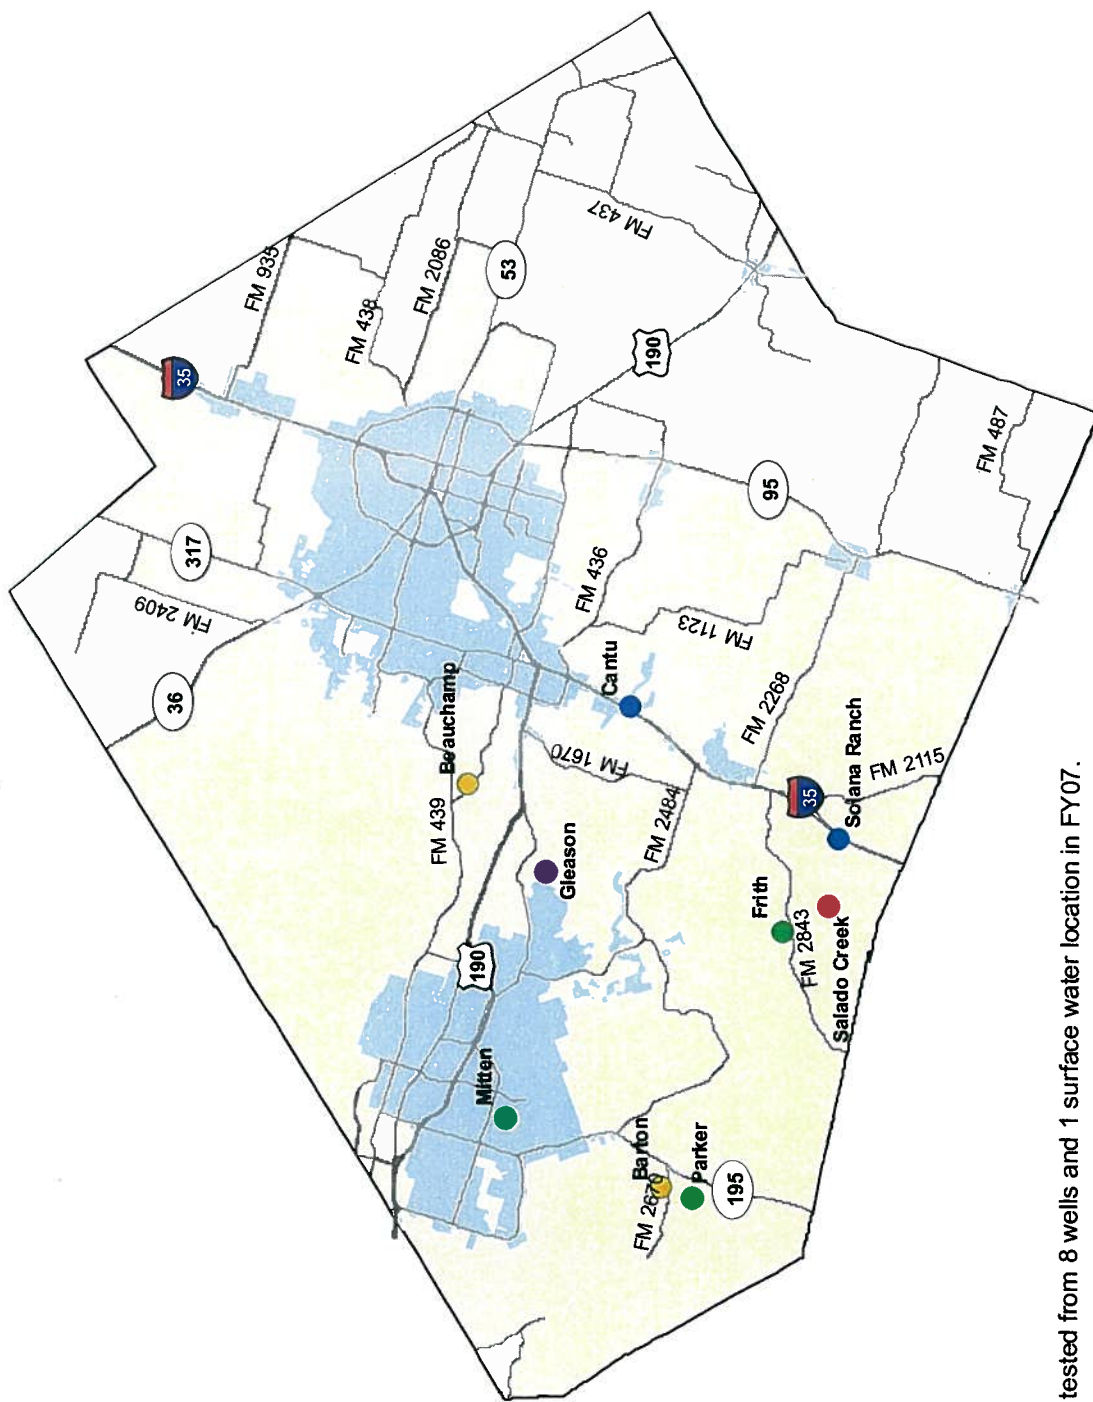 35
FM 935
FM 438
FM 2086
53
FM 437
190
317
FM 2409
36
95
FM 487
FM 436
FM 1123
Cantu
FM 2268
Beauchamp
FM 439
FM 1670
FM 2484
35
Solana Ranch
FM 2115
Gleason
Frith
FM 2843
Salado Creek
190
Mitten
Barton
FM 2670
Parker
195
tested from 8 wells and 1 surface water location in FY07.